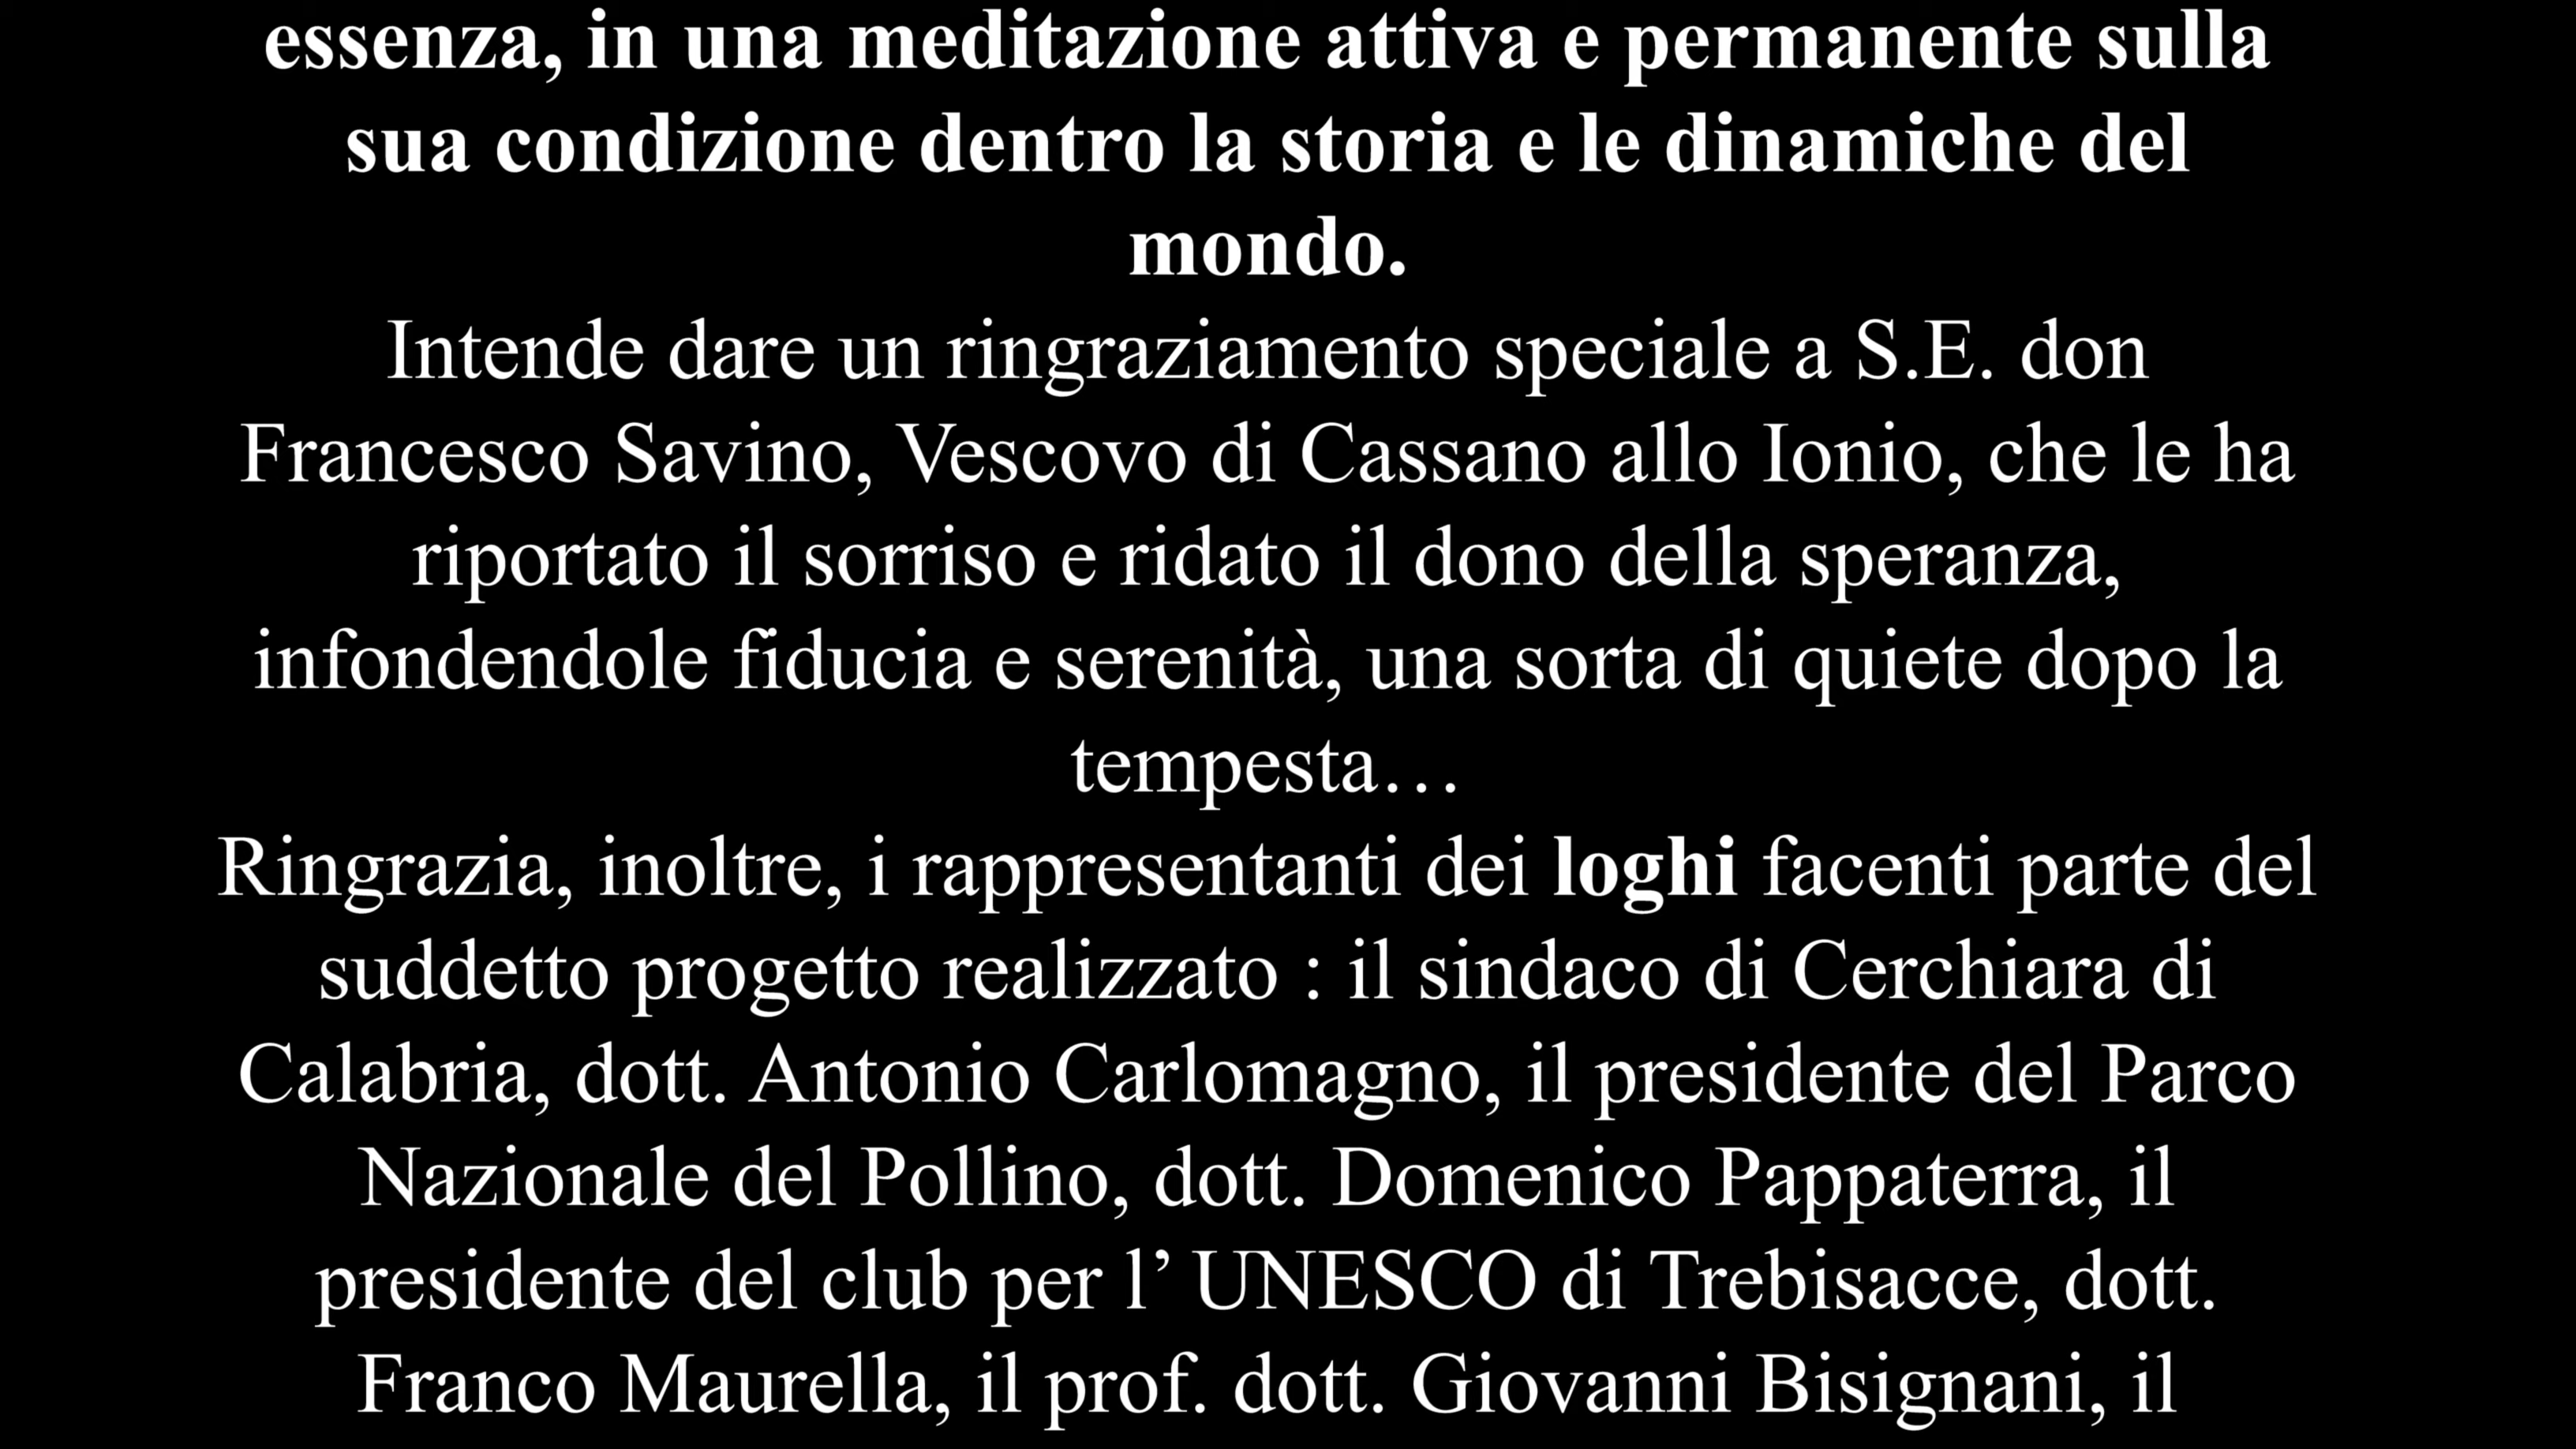 essenza, in una meditazione attiva e permanente sulla
sua condizione dentro la storia e le dinamiche del
mondo.
Intende dare un ringraziamento speciale a S.E. don
Francesco Savino, Vescovo di Cassano allo Ionio, che le ha
riportato il sorriso e ridato il dono della speranza,
infondendole fiducia e serenità, una sorta di quiete dopo la
tempesta…
Ringrazia, inoltre, i rappresentanti dei loghi facenti parte del
suddetto progetto realizzato : il sindaco di Cerchiara di
Calabria, dott. Antonio Carlomagno, il presidente del Parco
Nazionale del Pollino, dott. Domenico Pappaterra, il
presidente del club per l’ UNESCO di Trebisacce, dott.
Franco Maurella, il prof. dott. Giovanni Bisignani, il